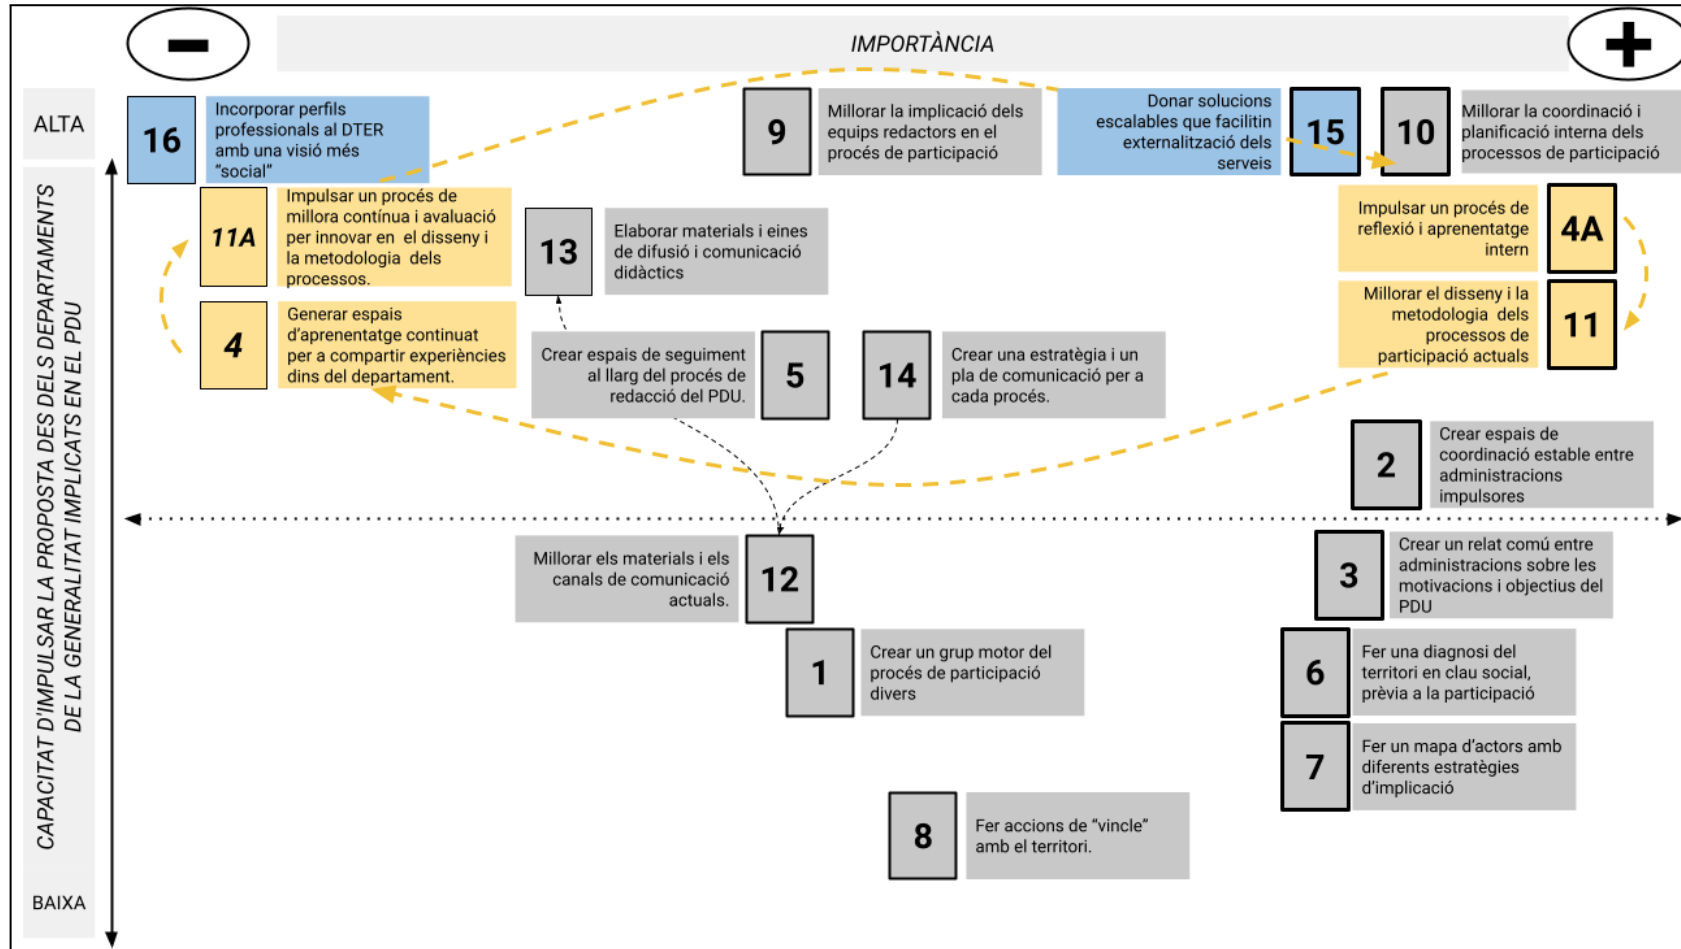 −
IMPORTÀNCIA
+
ALTA
CAPACITAT D'IMPULSAR LA PROPOSTA DES DELS DEPARTAMENTS
DE LA GENERALITAT IMPLICATS EN EL PDU
BAIXA
16
Incorporar perfils
professionals al DTER
amb una visió més
“social”
9
Millorar la implicació dels
equips redactors en el
procés de participació
Donar solucions
escalables que facilitin
externalització dels
serveis
15
10
Millorar la coordinació i
planificació interna dels
processos de participació
11A
Impulsar un procés de
millora contínua i avaluació
per innovar en el disseny i
la metodologia dels
processos.
13
Elaborar materials i eines
de difusió i comunicació
didàctics
Impulsar un procés de
reflexió i aprenentatge
intern
4A
4
Generar espais
d’aprenentatge continuat
per a compartir experiències
dins del departament.
Crear espais de seguiment
al llarg del procés de
redacció del PDU.
5
14
Crear una estratègia i un
pla de comunicació per a
cada procés.
Millorar el disseny i la
metodologia dels
processos de
participació actuals
11
2
Crear espais de
coordinació estable entre
administracions
impulsores
Millorar els materials i els
canals de comunicació
actuals.
12
3
Crear un relat comú entre
administracions sobre les
motivacions i objectius del
PDU
1
Crear un grup motor del
procés de participació
divers
6
Fer una diagnosi del
territori en clau social,
prèvia a la participació
7
Fer un mapa d’actors amb
diferents estratègies
d’implicació
8
Fer accions de “vincle”
amb el territori.